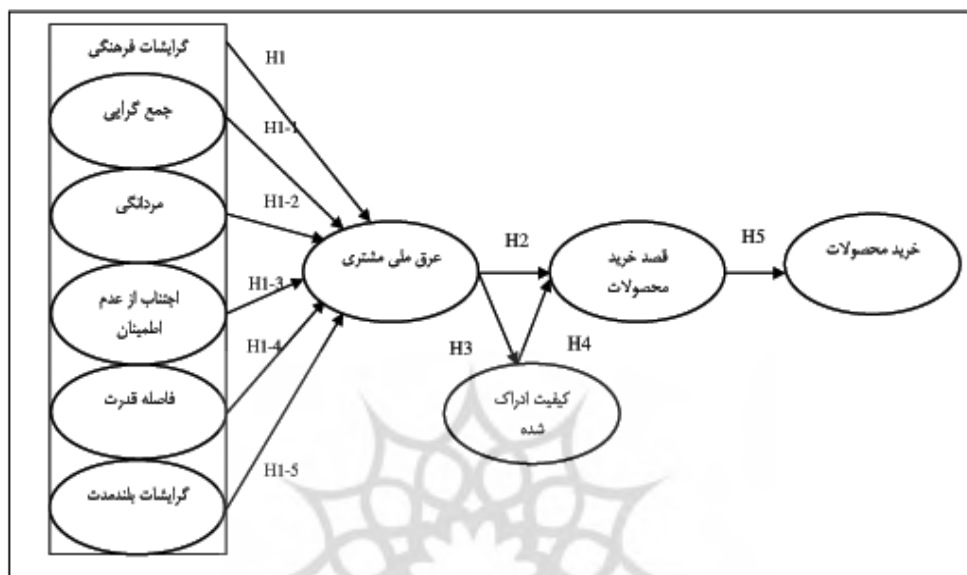 گرایشات فرهنگی
جمع گرایی
مردانگی
اجتناب از عدم
اطمینان
فاصله قدرت
گرایشات بلندمدت
H1
H1-1
H1-2
H1-3
H1-4
H1-5
عرق ملی مشتری
H2
H3
H4
کیفیت ادراک
شده
قصد خرید
محصولات
H5
خرید محصولات